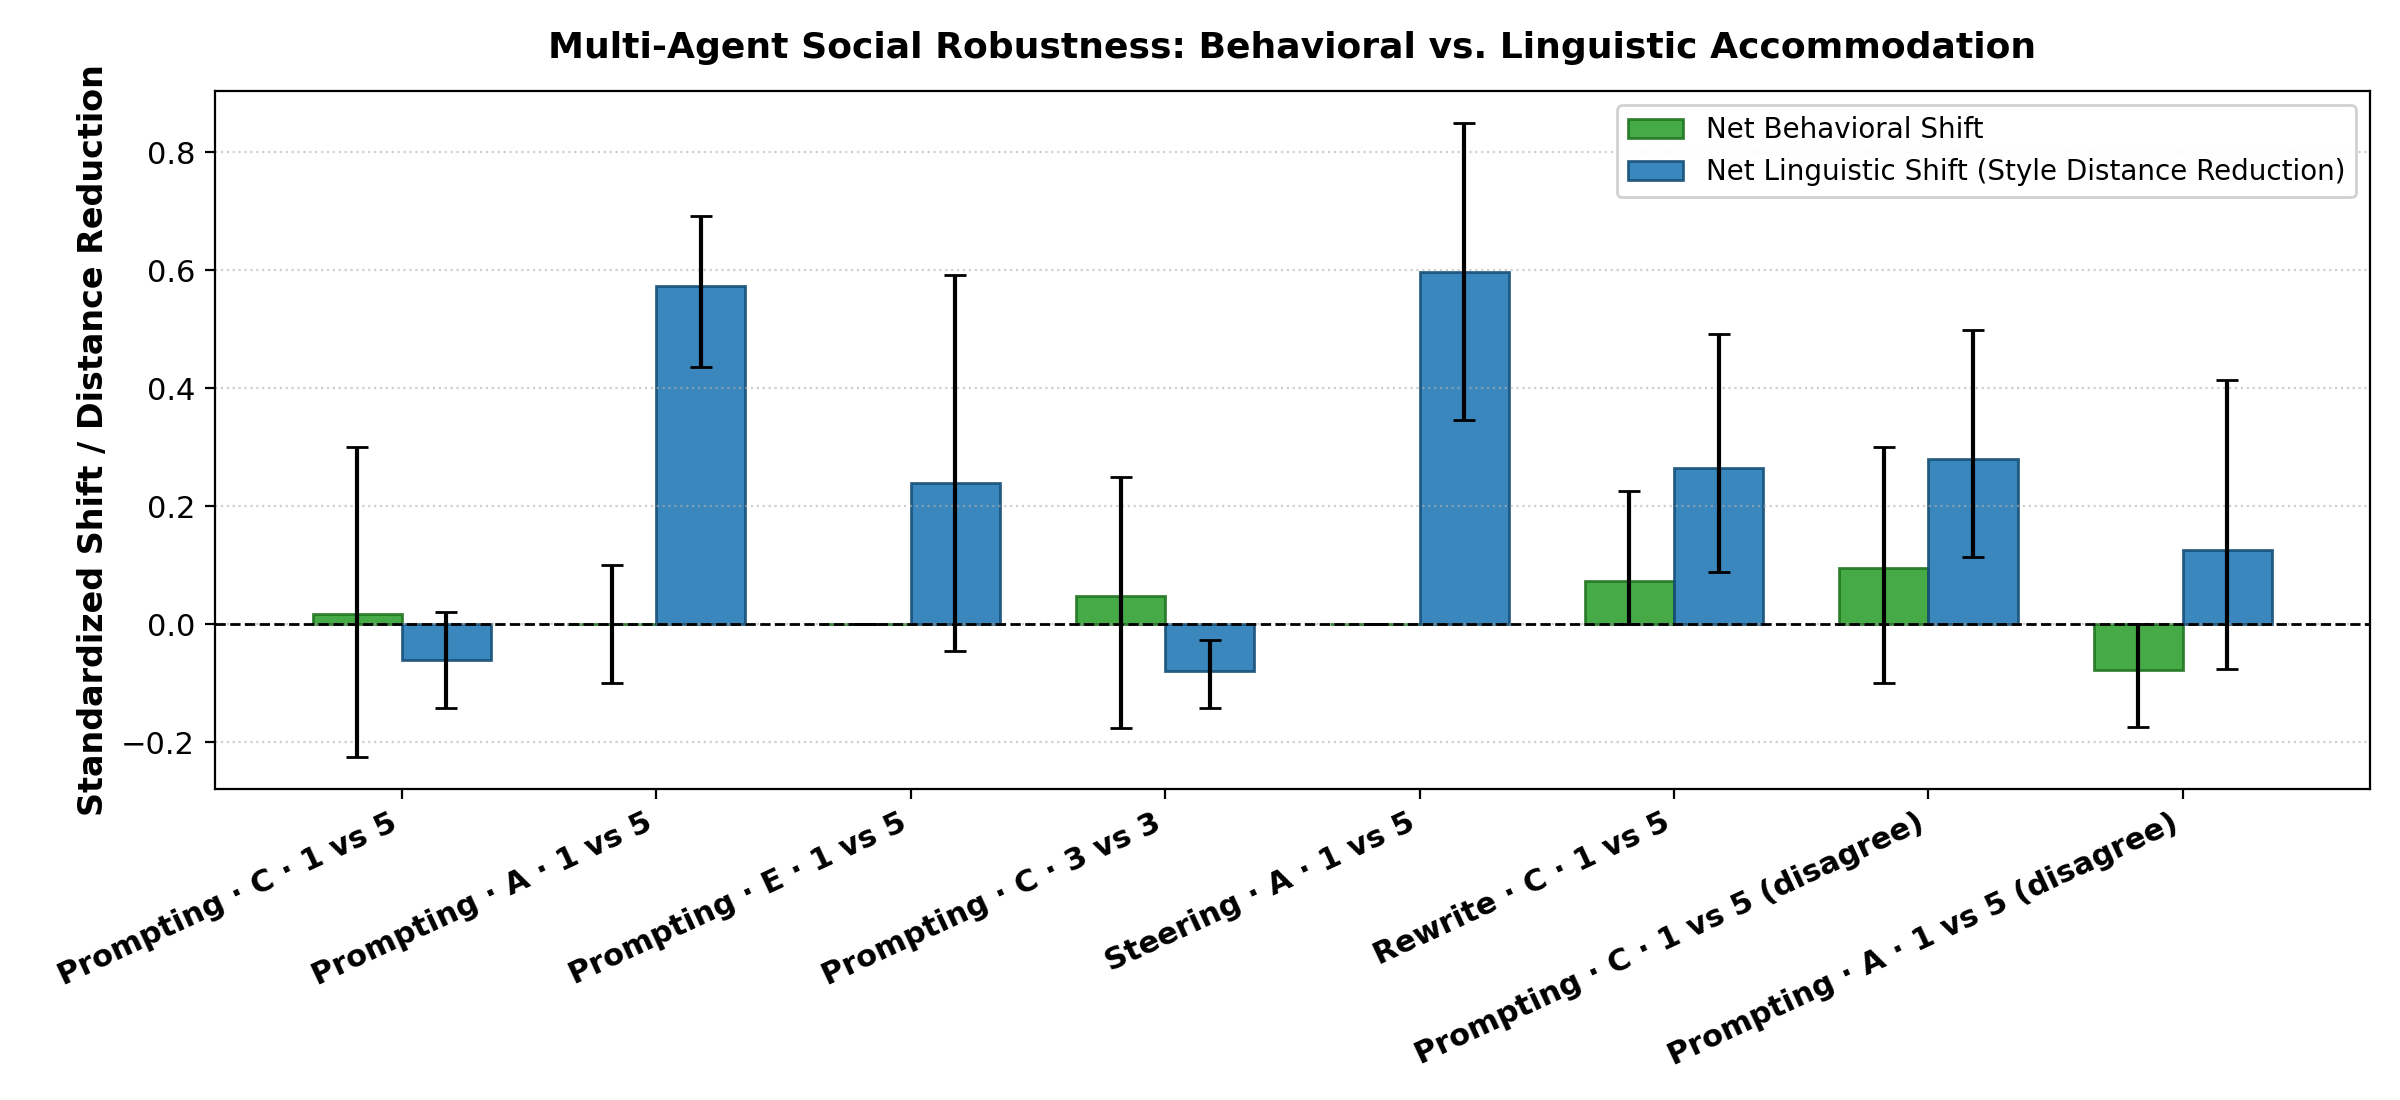 Multi-Agent Social Robustness: Behavioral vs. Linguistic Accommodation
Standardized Shift / Distance Reduction
0.8
0.6
0.4
0.2
0.0
−0.2
Net Behavioral Shift
Net Linguistic Shift (Style Distance Reduction)
Prompting · C · 1 vs 5
Prompting · A · 1 vs 5
Prompting · E · 1 vs 5
Prompting · C · 3 vs 3
Steering · A · 1 vs 5
Rewrite · C · 1 vs 5
Prompting · C · 1 vs 5 (disagree)
Prompting · A · 1 vs 5 (disagree)